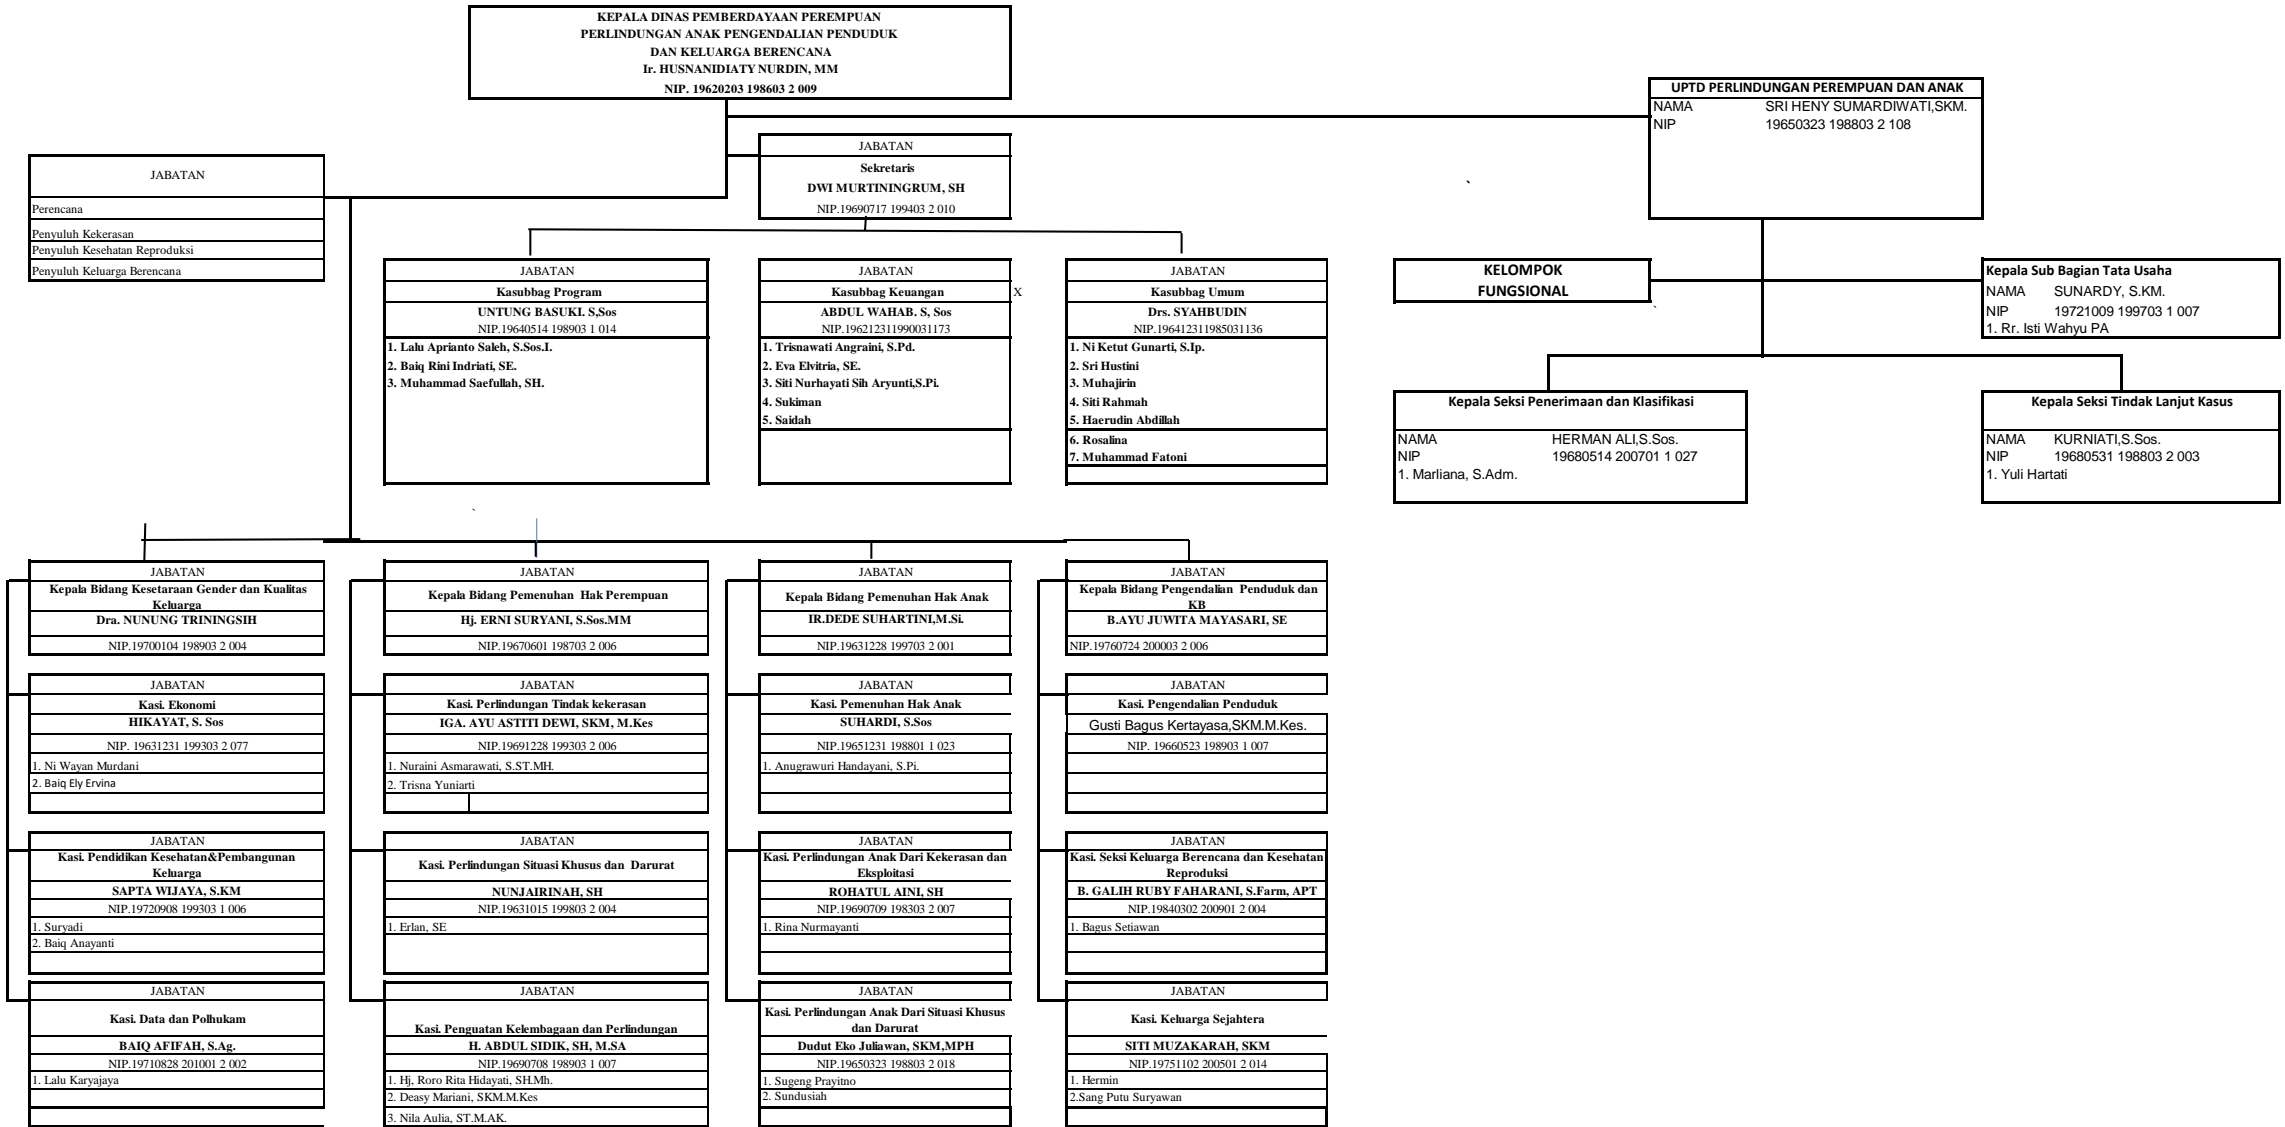 KEPALA DINAS PEMBERDAYAAN PEREMPUAN
PERLINDUNGAN ANAK PENGENDALIAN PENDUDUK
DAN KELUARGA BERENCANA
Ir. HUSNANIDIATY NURDIN, MM
NIP. 19620203 198603 2 009
UPTD PERLINDUNGAN PEREMPUAN DAN ANAK
NAMA SRI HENY SUMARDIWATI,SKM.
NIP 19650323 198803 2 108
JABATAN
Sekretaris
DWI MURTININGRUM, SH
NIP.19690717 199403 2 010
JABATAN
Perencana
Penyuluh Kekerasan
Penyuluh Kesehatan Reproduksi
Penyuluh Keluarga Berencana
`
JABATAN
Kasubbag Program
UNTUNG BASUKI. S,Sos
NIP.19640514 198903 1 014
1. Lalu Aprianto Saleh, S.Sos.I.
2. Baiq Rini Indriati, SE.
3. Muhammad Saefullah, SH.
JABATAN
Kasubbag Keuangan
X
ABDUL WAHAB. S, Sos
NIP.196212311990031173
1. Trisnawati Angraini, S.Pd.
2. Eva Elvitria, SE.
3. Siti Nurhayati Sih Aryunti,S.Pi.
4. Sukiman
5. Saidah
JABATAN
Kasubbag Umum
Drs. SYAHBUDIN
NIP.196412311985031136
1. Ni Ketut Gunarti, S.Ip.
2. Sri Hustini
3. Muhajirin
4. Siti Rahmah
5. Haerudin Abdillah
6. Rosalina
7. Muhammad Fatoni
KELOMPOK
FUNGSIONAL
`
Kepala Sub Bagian Tata Usaha
NAMA SUNARDY, S.KM.
NIP 19721009 199703 1 007
1. Rr. Isti Wahyu PA
Kepala Seksi Penerimaan dan Klasifikasi
NAMA HERMAN ALI,S.Sos.
NIP 19680514 200701 1 027
1. Marliana, S.Adm.
Kepala Seksi Tindak Lanjut Kasus
NAMA KURNIATI,S.Sos.
NIP 19680531 198803 2 003
1. Yuli Hartati
`
JABATAN
Kepala Bidang Kesetaraan Gender dan Kualitas
Keluarga
Dra. NUNUNG TRININGSIH
NIP.19700104 198903 2 004
JABATAN
Kepala Bidang Pemenuhan Hak Perempuan
Hj. ERNI SURYANI, S.Sos.MM
NIP.19670601 198703 2 006
JABATAN
Kepala Bidang Pemenuhan Hak Anak
IR.DEDE SUHARTINI,M.Si.
NIP.19631228 199703 2 001
JABATAN
Kepala Bidang Pengendalian Penduduk dan
KB
B.AYU JUWITA MAYASARI, SE
NIP.19760724 200003 2 006
JABATAN
Kasi. Ekonomi
HIKAYAT, S. Sos
NIP. 19631231 199303 2 077
1. Ni Wayan Murdani
2. Baiq Ely Ervina
JABATAN
Kasi. Perlindungan Tindak kekerasan
IGA. AYU ASTITI DEWI, SKM, M.Kes
NIP.19691228 199303 2 006
1. Nuraini Asmarawati, S.ST.MH.
2. Trisna Yuniarti
JABATAN
Kasi. Pemenuhan Hak Anak
SUHARDI, S.Sos
NIP.19651231 198801 1 023
1. Anugrawuri Handayani, S.Pi.
JABATAN
Kasi. Pengendalian Penduduk
Gusti Bagus Kertayasa,SKM.M.Kes.
NIP. 19660523 198903 1 007
JABATAN
Kasi. Pendidikan Kesehatan&Pembangunan
Keluarga
SAPTA WIJAYA, S.KM
NIP.19720908 199303 1 006
1. Suryadi
2. Baiq Anayanti
JABATAN
Kasi. Perlindungan Situasi Khusus dan Darurat
NUNJAIRINAH, SH
NIP.19631015 199803 2 004
1. Erlan, SE
JABATAN
Kasi. Perlindungan Anak Dari Kekerasan dan
Eksploitasi
ROHATUL AINI, SH
NIP.19690709 198303 2 007
1. Rina Nurmayanti
JABATAN
Kasi. Seksi Keluarga Berencana dan Kesehatan
Reproduksi
B. GALIH RUBY FAHARANI, S.Farm, APT
NIP.19840302 200901 2 004
1. Bagus Setiawan
JABATAN
Kasi. Data dan Polhukam
BAIQ AFIFAH, S.Ag.
NIP.19710828 201001 2 002
1. Lalu Karyajaya
JABATAN
Kasi. Penguatan Kelembagaan dan Perlindungan
H. ABDUL SIDIK, SH, M.SA
NIP.19690708 198903 1 007
1. Hj, Roro Rita Hidayati, SH.Mh.
2. Deasy Mariani, SKM.M.Kes
3. Nila Aulia, ST.M.AK.
JABATAN
Kasi. Perlindungan Anak Dari Situasi Khusus
dan Darurat
Dudut Eko Juliawan, SKM,MPH
NIP.19650323 198803 2 018
1. Sugeng Prayitno
2. Sundusiah
JABATAN
Kasi. Keluarga Sejahtera
SITI MUZAKARAH, SKM
NIP.19751102 200501 2 014
1. Hermin
2.Sang Putu Suryawan